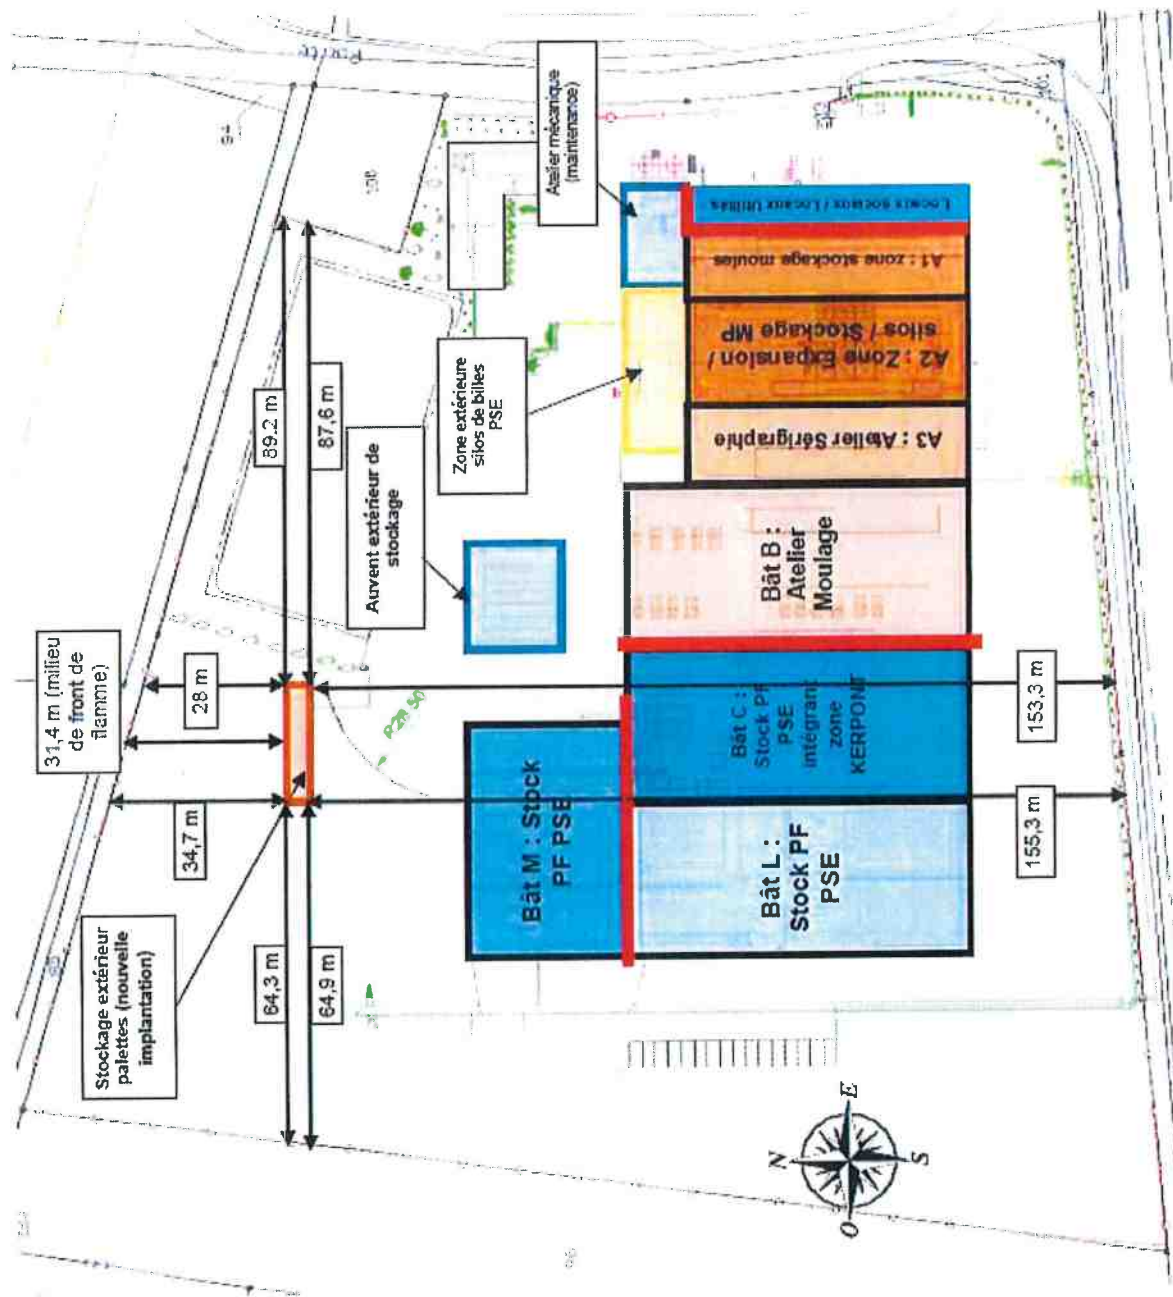 Route
94
108
Atelier mécanique
(maintenance)
Locaux sociaux / Locaux Utilités
A1 : zone stockage moules
A2 : Zone Expansion /
silos / Stockage MP
A3 : Atelier Sérigraphie
Zone extérieure
silos de billes
PSE
89.2 m
87,6 m
Auvent extérieur de
stockage
Bât B :
Atelier
Moulage
31,4 m (milieu
de front de
flamme)
28 m
34,7 m
153,3 m
155,3 m
Bât C :
Stock PF
PSE
intégrant
zone
KERPONT
Bât M : Stock
PF PSE
Bât L :
Stock PF
PSE
Stockage extérieur
palettes (nouvelle
implantation)
64,3 m
64,9 m
N
E
S
O